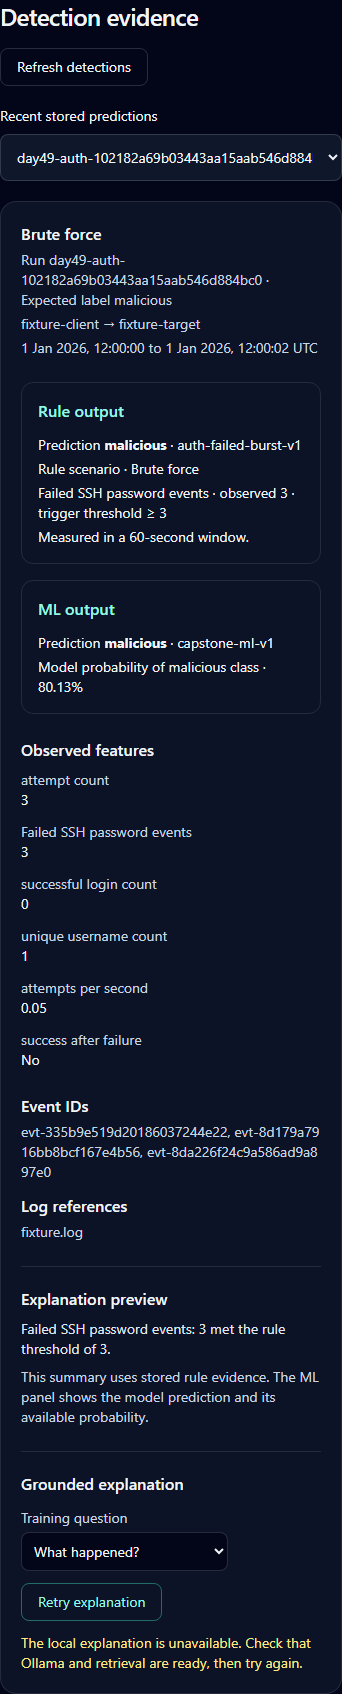 Detection evidence
Refresh detections
Recent stored predictions
day49-auth-102182a69b03443aa15aab546d884
Brute force
Run day49-auth-
102182a69b03443aa15aab546d884bc0 ·
Expected label malicious
fixture-client → fixture-target
1 Jan 2026, 12:00:00 to 1 Jan 2026, 12:00:02 UTC
Rule output
Prediction malicious · auth-failed-burst-v1
Rule scenario · Brute force
Failed SSH password events · observed 3 ·
trigger threshold ≥ 3
Measured in a 60-second window.
ML output
Prediction malicious · capstone-ml-v1
Model probability of malicious class ·
80.13%
Observed features
attempt count
3
Failed SSH password events
3
successful login count
0
unique username count
1
attempts per second
0.05
success after failure
No
Event IDs
evt-335b9e519d20186037244e22, evt-8d179a79
16bb8bcf167e4b56, evt-8da226f24c9a586ad9a8
97e0
Log references
fixture.log
Explanation preview
Failed SSH password events: 3 met the rule
threshold of 3.
This summary uses stored rule evidence. The ML
panel shows the model prediction and its
available probability.
Grounded explanation
Training question
What happened?
Retry explanation
The local explanation is unavailable. Check that
Ollama and retrieval are ready, then try again.